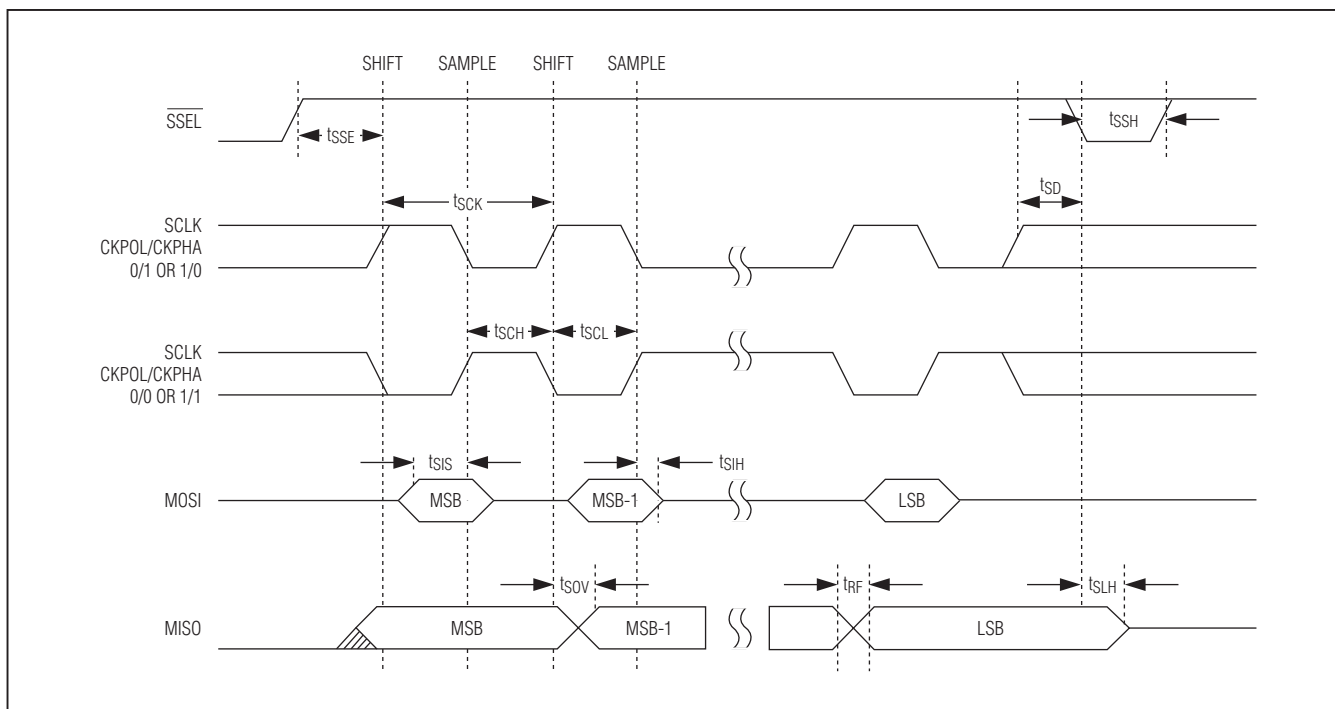 SHIFT SAMPLE SHIFT SAMPLE
SSEL
tSSE
tSSH
tSD
tSCK
SCLK
CKPOL/CKPHA
0/1 OR 1/0
tSCH tSCL
SCLK
CKPOL/CKPHA
0/0 OR 1/1
tSIS tSIH
MOSI MSB MSB-1 LSB
tSOV tRF tSLH
MISO MSB MSB-1 LSB